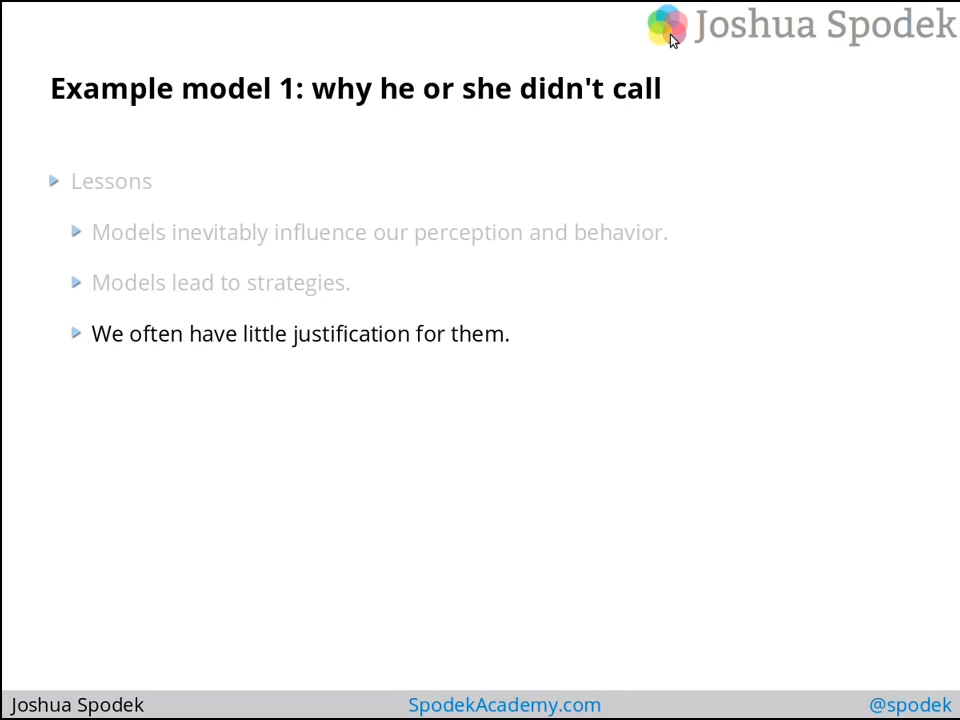 Joshua Spodek
Example model 1: why he or she didn't call
Lessons
Models inevitably influence our perception and behavior.
Models lead to strategies.
We often have little justification for them.
Joshua Spodek SpodekAcademy.com @spodek